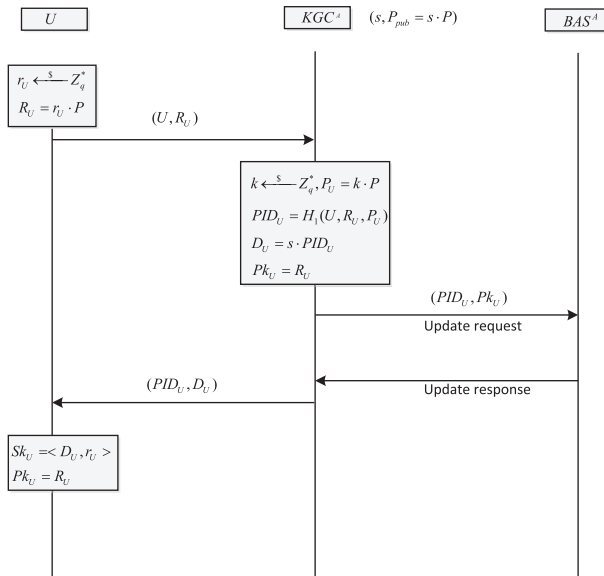 U KGC^A (s, P_pub = s · P) BAS^A
r_U ←$— Z_q^*
R_U = r_U · P
(U, R_U)
k ←$— Z_q^*, P_U = k · P
PID_U = H_1(U, R_U, P_U)
D_U = s · PID_U
Pk_U = R_U
(PID_U, Pk_U)
Update request
Update response
(PID_U, D_U)
Sk_U =< D_U, r_U >
Pk_U = R_U